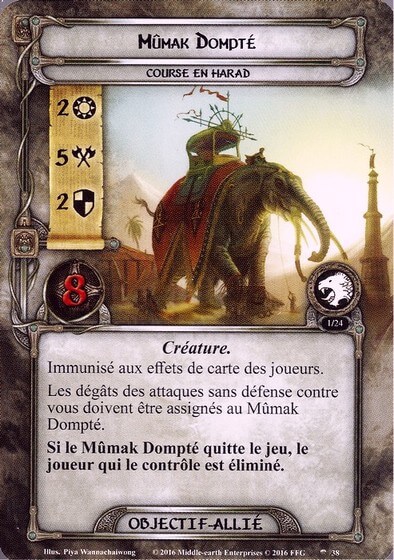 Mûmak Dompté
COURSE EN HARAD
2
5
2
8
1/24
Créature.
Immunisé aux effets de carte des joueurs.
Les dégâts des attaques sans défense contre
vous doivent être assignés au Mûmak
Dompté.
Si le Mûmak Dompté quitte le jeu, le
joueur qui le contrôle est éliminé.
OBJECTIF-ALLIÉ
Illus. Piya Wannachaiwong © 2016 Middle-earth Enterprises © 2016 FFG 38